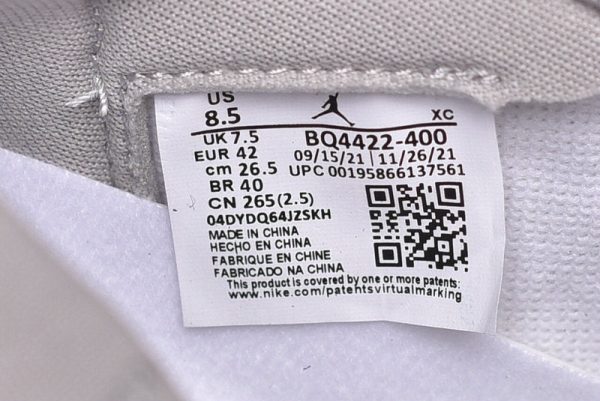 US
8.5
XC
UK 7.5
BQ4422-400
EUR 42
09/15/21 | 11/26/21
cm 26.5
UPC 00195866137561
BR 40
CN 265(2.5)
04DYDQ64JZSKH
MADE IN CHINA
HECHO EN CHINA
FABRIQUE EN CHINE
FABRICADO NA CHINA
This product is covered by one or more patents:
www.nike.com/patentsvirtualmarking